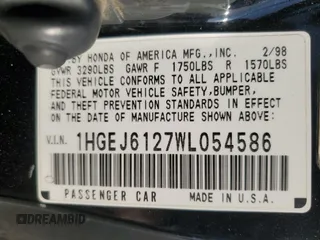 BY HONDA OF AMERICA MFG., INC. 2/98
GVWR 3290LBS GAWR F 1750LBS R 1570LBS
THIS VEHICLE CONFORMS TO ALL APPLICABLE
FEDERAL MOTOR VEHICLE SAFETY, BUMPER,
AND THEFT PREVENTION STANDARDS IN EFFECT
ON THE DATE OF MANUFACTURE SHOWN ABOVE.
V.I.N. 1HGEJ6127WL054586
PASSENGER CAR MADE IN U.S.A.
© DREAMBID